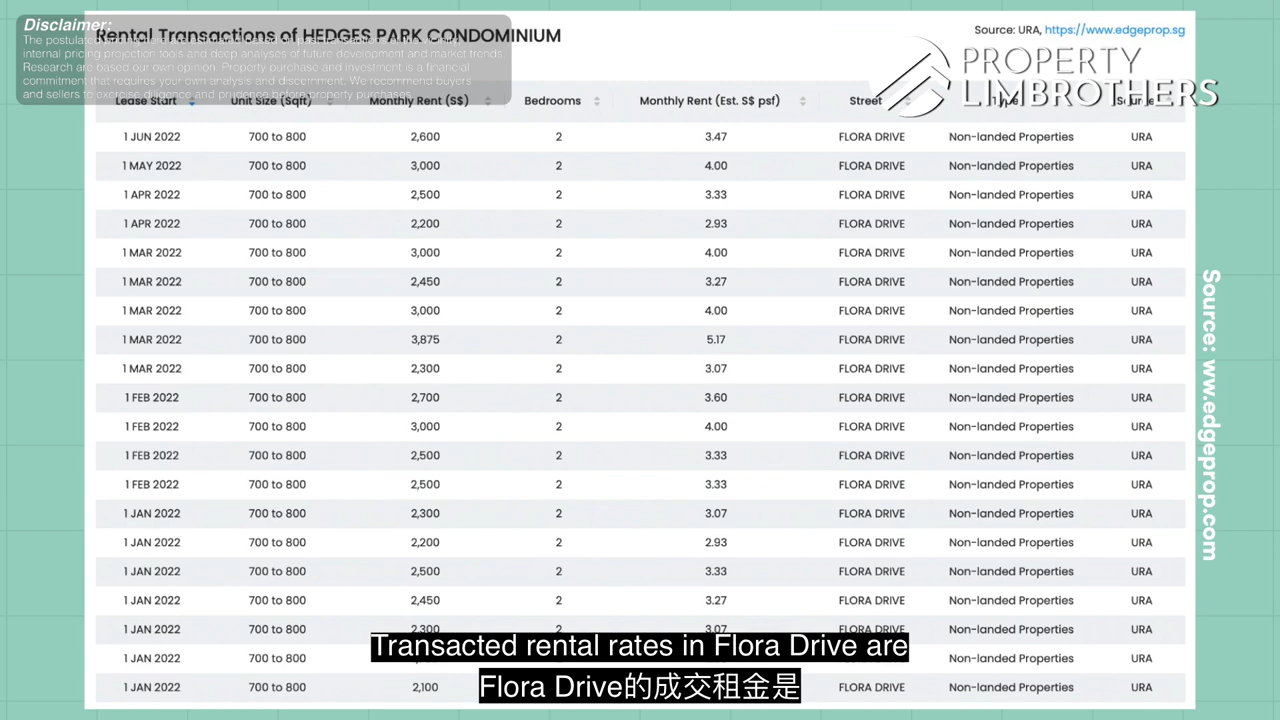 Disclaimer:
Rental Transactions of HEDGES PARK CONDOMINIUM
internal pricing projection tools and deep analyses of future development and market trends.
Research are based our own opinion. Property purchase and investment is a financial
commitment that requires your own analysis and discernment. We recommend buyers
and sellers to exercise diligence and prudence before property purchases.
Source: URA, https://www.edgeprop.sg
PROPERTY
LIMBROTHERS
Lease Start Unit Size (Sqft) Monthly Rent (S$) Bedrooms Monthly Rent (Est. S$ psf) Street Type Source
1 JUN 2022 700 to 800 2,600 2 3.47 FLORA DRIVE Non-landed Properties URA
1 MAY 2022 700 to 800 3,000 2 4.00 FLORA DRIVE Non-landed Properties URA
1 APR 2022 700 to 800 2,500 2 3.33 FLORA DRIVE Non-landed Properties URA
1 APR 2022 700 to 800 2,200 2 2.93 FLORA DRIVE Non-landed Properties URA
1 MAR 2022 700 to 800 3,000 2 4.00 FLORA DRIVE Non-landed Properties URA
1 MAR 2022 700 to 800 2,450 2 3.27 FLORA DRIVE Non-landed Properties URA
1 MAR 2022 700 to 800 3,000 2 4.00 FLORA DRIVE Non-landed Properties URA
1 MAR 2022 700 to 800 3,875 2 5.17 FLORA DRIVE Non-landed Properties URA
1 MAR 2022 700 to 800 2,300 2 3.07 FLORA DRIVE Non-landed Properties URA
1 FEB 2022 700 to 800 2,700 2 3.60 FLORA DRIVE Non-landed Properties URA
1 FEB 2022 700 to 800 3,000 2 4.00 FLORA DRIVE Non-landed Properties URA
1 FEB 2022 700 to 800 2,500 2 3.33 FLORA DRIVE Non-landed Properties URA
1 FEB 2022 700 to 800 2,500 2 3.33 FLORA DRIVE Non-landed Properties URA
1 JAN 2022 700 to 800 2,300 2 3.07 FLORA DRIVE Non-landed Properties URA
1 JAN 2022 700 to 800 2,200 2 2.93 FLORA DRIVE Non-landed Properties URA
1 JAN 2022 700 to 800 2,500 2 3.33 FLORA DRIVE Non-landed Properties URA
1 JAN 2022 700 to 800 2,450 2 3.27 FLORA DRIVE Non-landed Properties URA
1 JAN 2022 700 to 800 2,300 2 3.07 FLORA DRIVE Non-landed Properties URA
1 JAN 2022 700 to 800 FLORA DRIVE Non-landed Properties URA
1 JAN 2022 700 to 800 2,100 FLORA DRIVE Non-landed Properties URA
Transacted rental rates in Flora Drive are
Flora Drive的成交租金是
Source: www.edgeprop.com